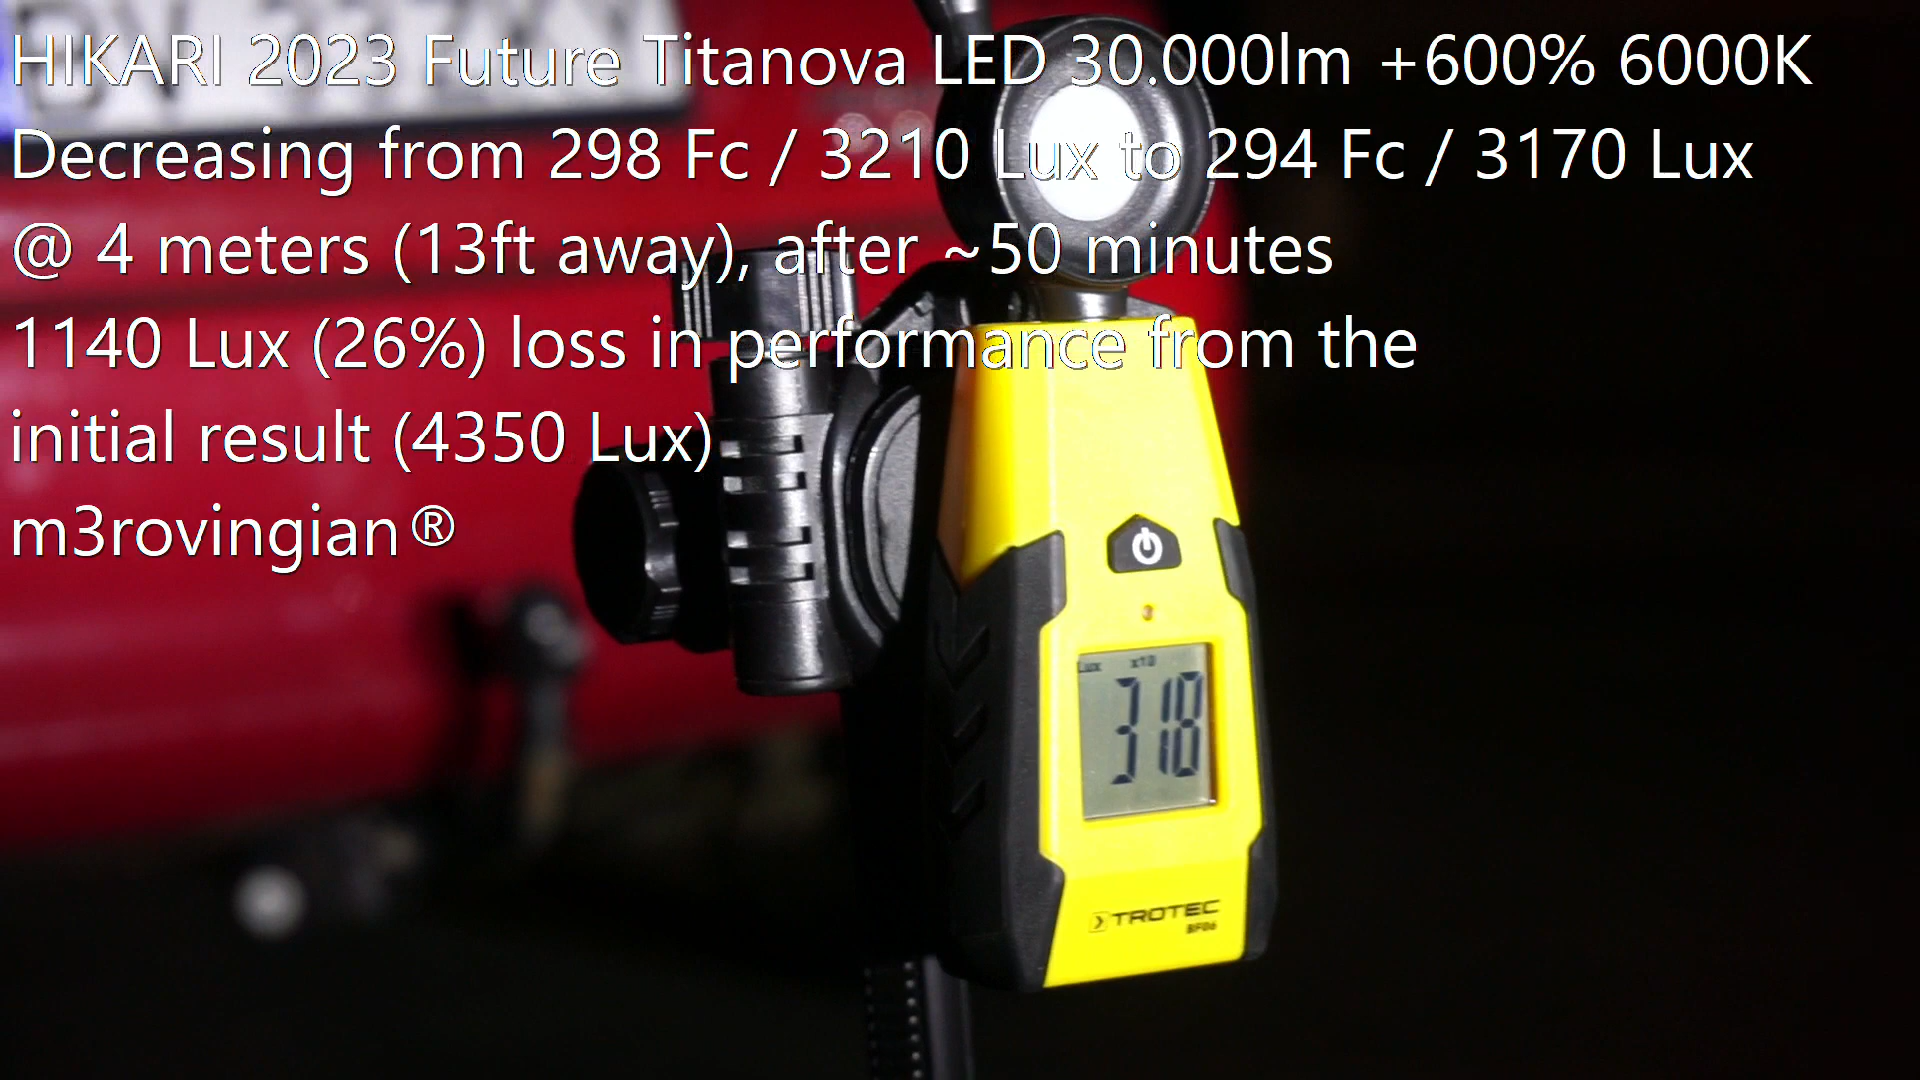 HIKARI 2023 Future Titanova LED 30.000lm +600% 6000K
Decreasing from 298 Fc / 3210 Lux to 294 Fc / 3170 Lux
@ 4 meters (13ft away), after ~50 minutes
1140 Lux (26%) loss in performance from the
initial result (4350 Lux)
m3rovingian®
Lux x10
318
TROTEC
BF06